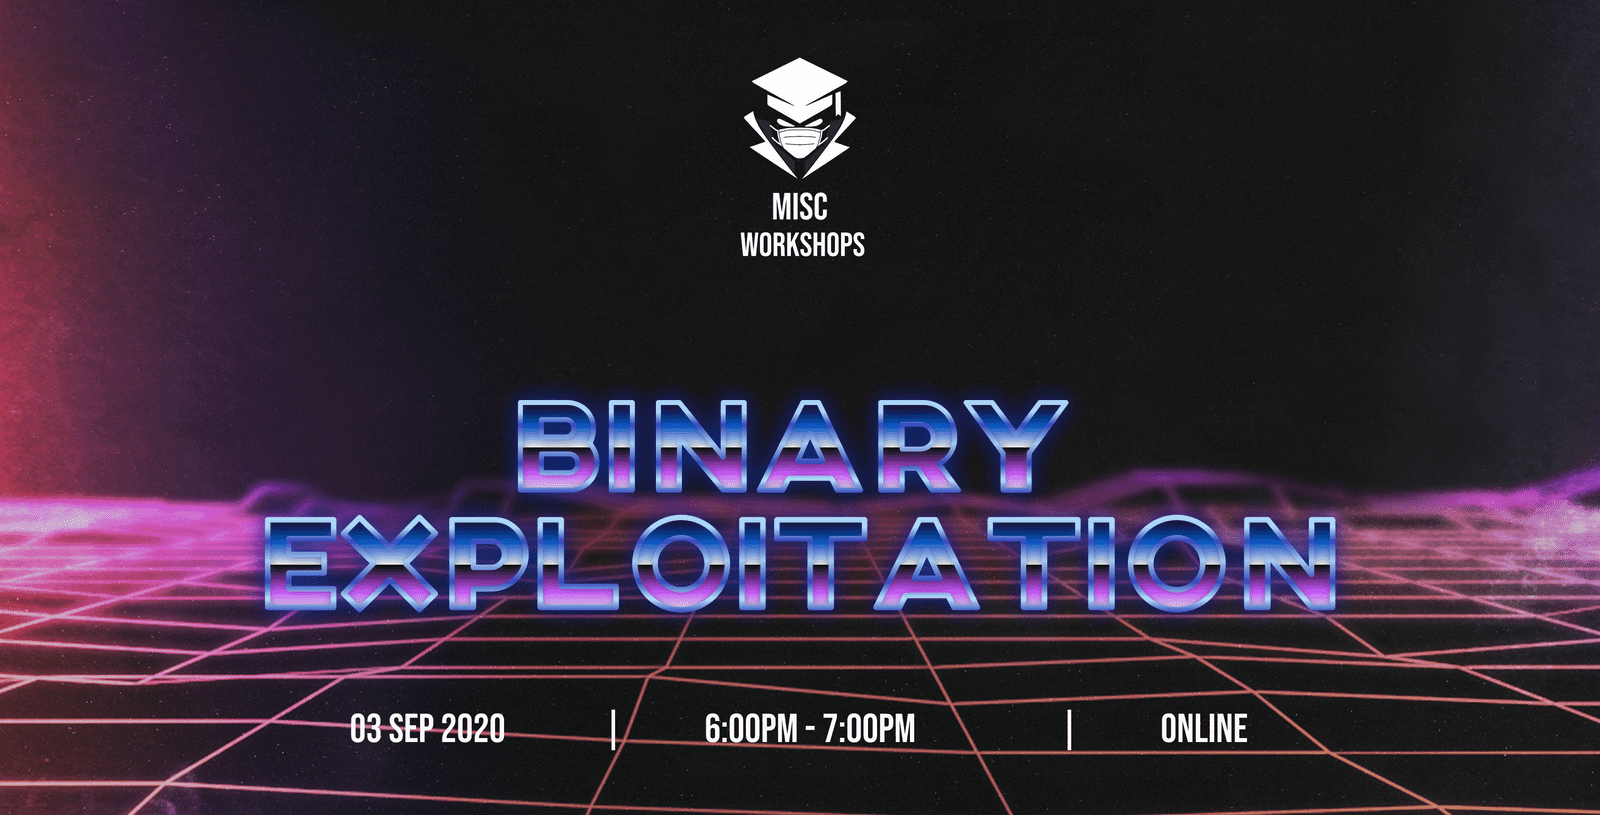 MISC
WORKSHOPS
BINARY
EXPLOITATION
03 SEP 2020 | 6:00PM - 7:00PM | ONLINE